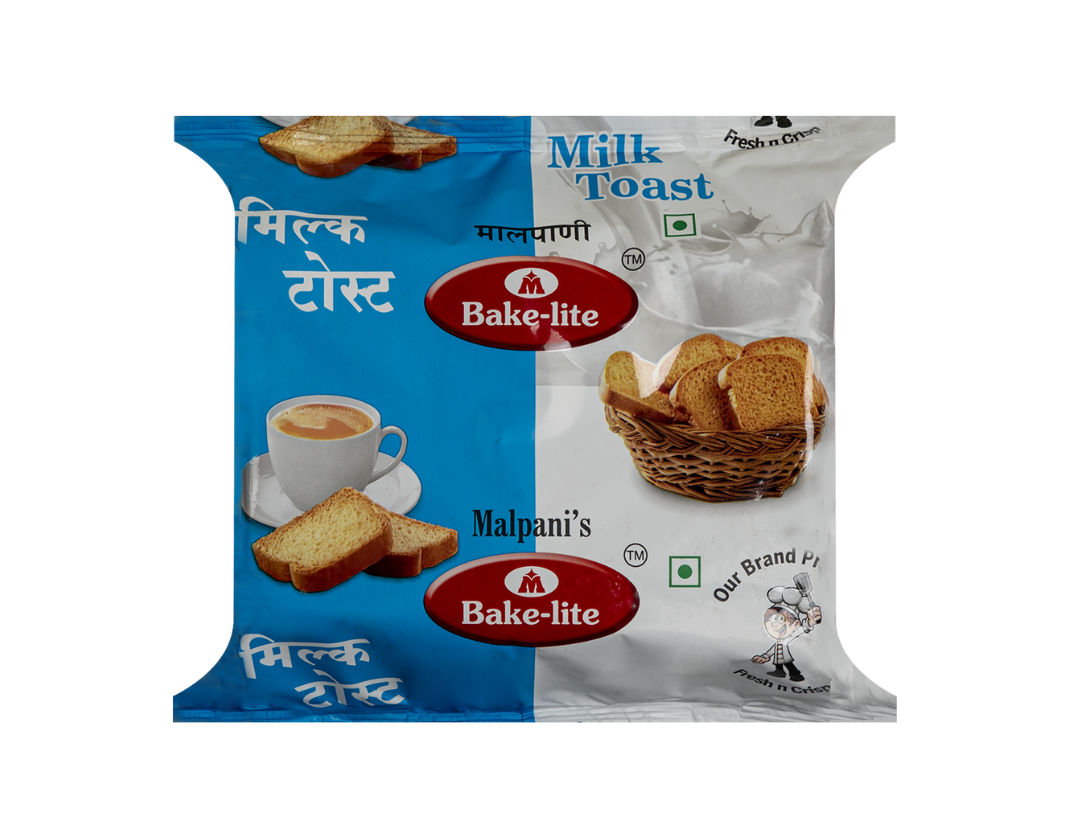 Fresh n Crisp
Milk
Toast
मिल्क
टोस्ट
मालपाणी
TM
Bake-lite
Malpani's
TM
Bake-lite
Our Brand
Fresh n Crisp
मिल्क
टोस्ट